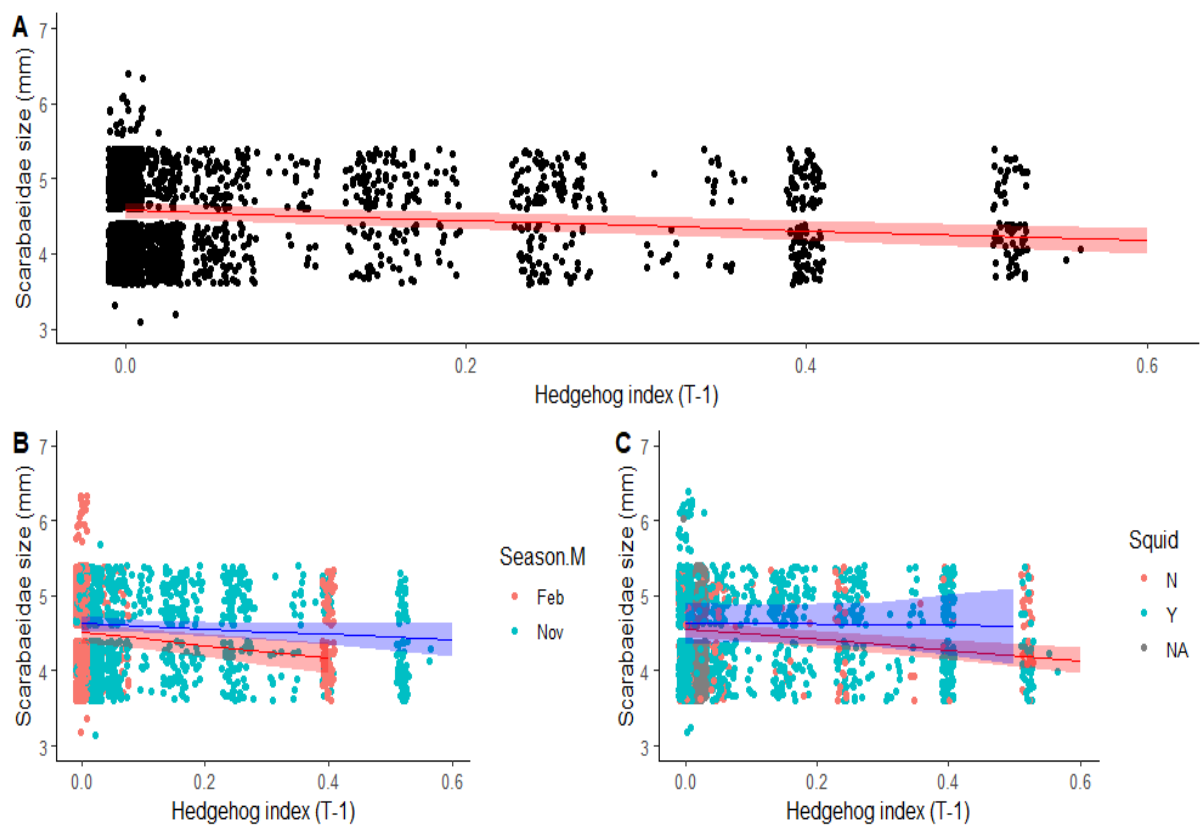 A
7
6
5
4
3
Scarabaeidae size (mm)
0.0 0.2 0.4 0.6
Hedgehog index (T-1)
B
7
6
5
4
3
Scarabaeidae size (mm)
0.0 0.2 0.4 0.6
Hedgehog index (T-1)
Season.M
Feb
Nov
C
7
6
5
4
3
Scarabaeidae size (mm)
0.0 0.2 0.4 0.6
Hedgehog index (T-1)
Squid
N
Y
NA